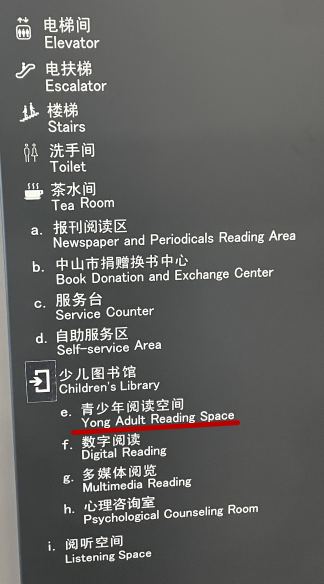 电梯间
Elevator
电扶梯
Escalator
楼梯
Stairs
洗手间
Toilet
茶水间
Tea Room
a. 报刊阅读区
Newspaper and Periodicals Reading Area
b. 中山市捐赠换书中心
Book Donation and Exchange Center
c. 服务台
Service Counter
d. 自助服务区
Self-service Area
少儿图书馆
Children's Library
e. 青少年阅读空间
Yong Adult Reading Space
f. 数字阅读
Digital Reading
g. 多媒体阅览
Multimedia Reading
h. 心理咨询室
Psychological Counseling Room
i. 阅听空间
Listening Space